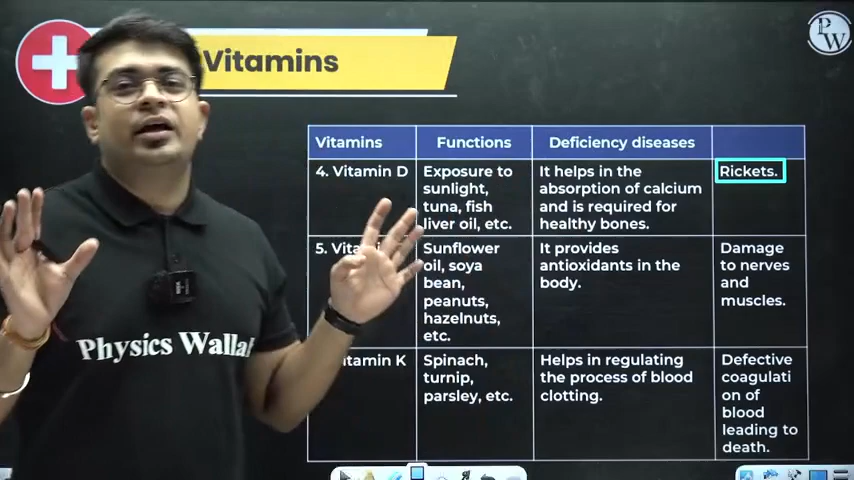 PW
Vitamins
Vitamins
Functions
Deficiency diseases
4. Vitamin D
Exposure to
sunlight,
tuna, fish
liver oil, etc.
It helps in the
absorption of calcium
and is required for
healthy bones.
Rickets.
5.
Sunflower
oil, soya
bean,
peanuts,
hazelnuts,
etc.
It provides
antioxidants in the
body.
Damage
to nerves
and
muscles.
Vitamin K
Spinach,
turnip,
parsley, etc.
Helps in regulating
the process of blood
clotting.
Defective
coagulati
on of
blood
leading to
death.
Physics Wallah